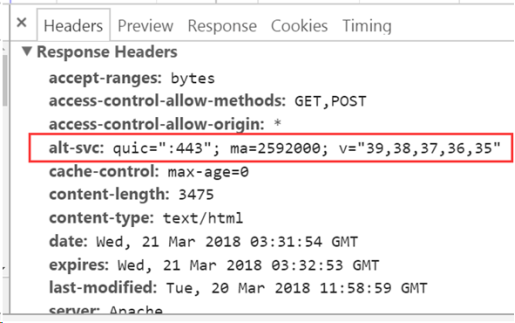 × Headers Preview Response Cookies Timing
▼ Response Headers
accept-ranges: bytes
access-control-allow-methods: GET,POST
access-control-allow-origin: *
alt-svc: quic=":443"; ma=2592000; v="39,38,37,36,35"
cache-control: max-age=0
content-length: 3475
content-type: text/html
date: Wed, 21 Mar 2018 03:31:54 GMT
expires: Wed, 21 Mar 2018 03:32:53 GMT
last-modified: Tue, 20 Mar 2018 11:58:59 GMT
server: Apache